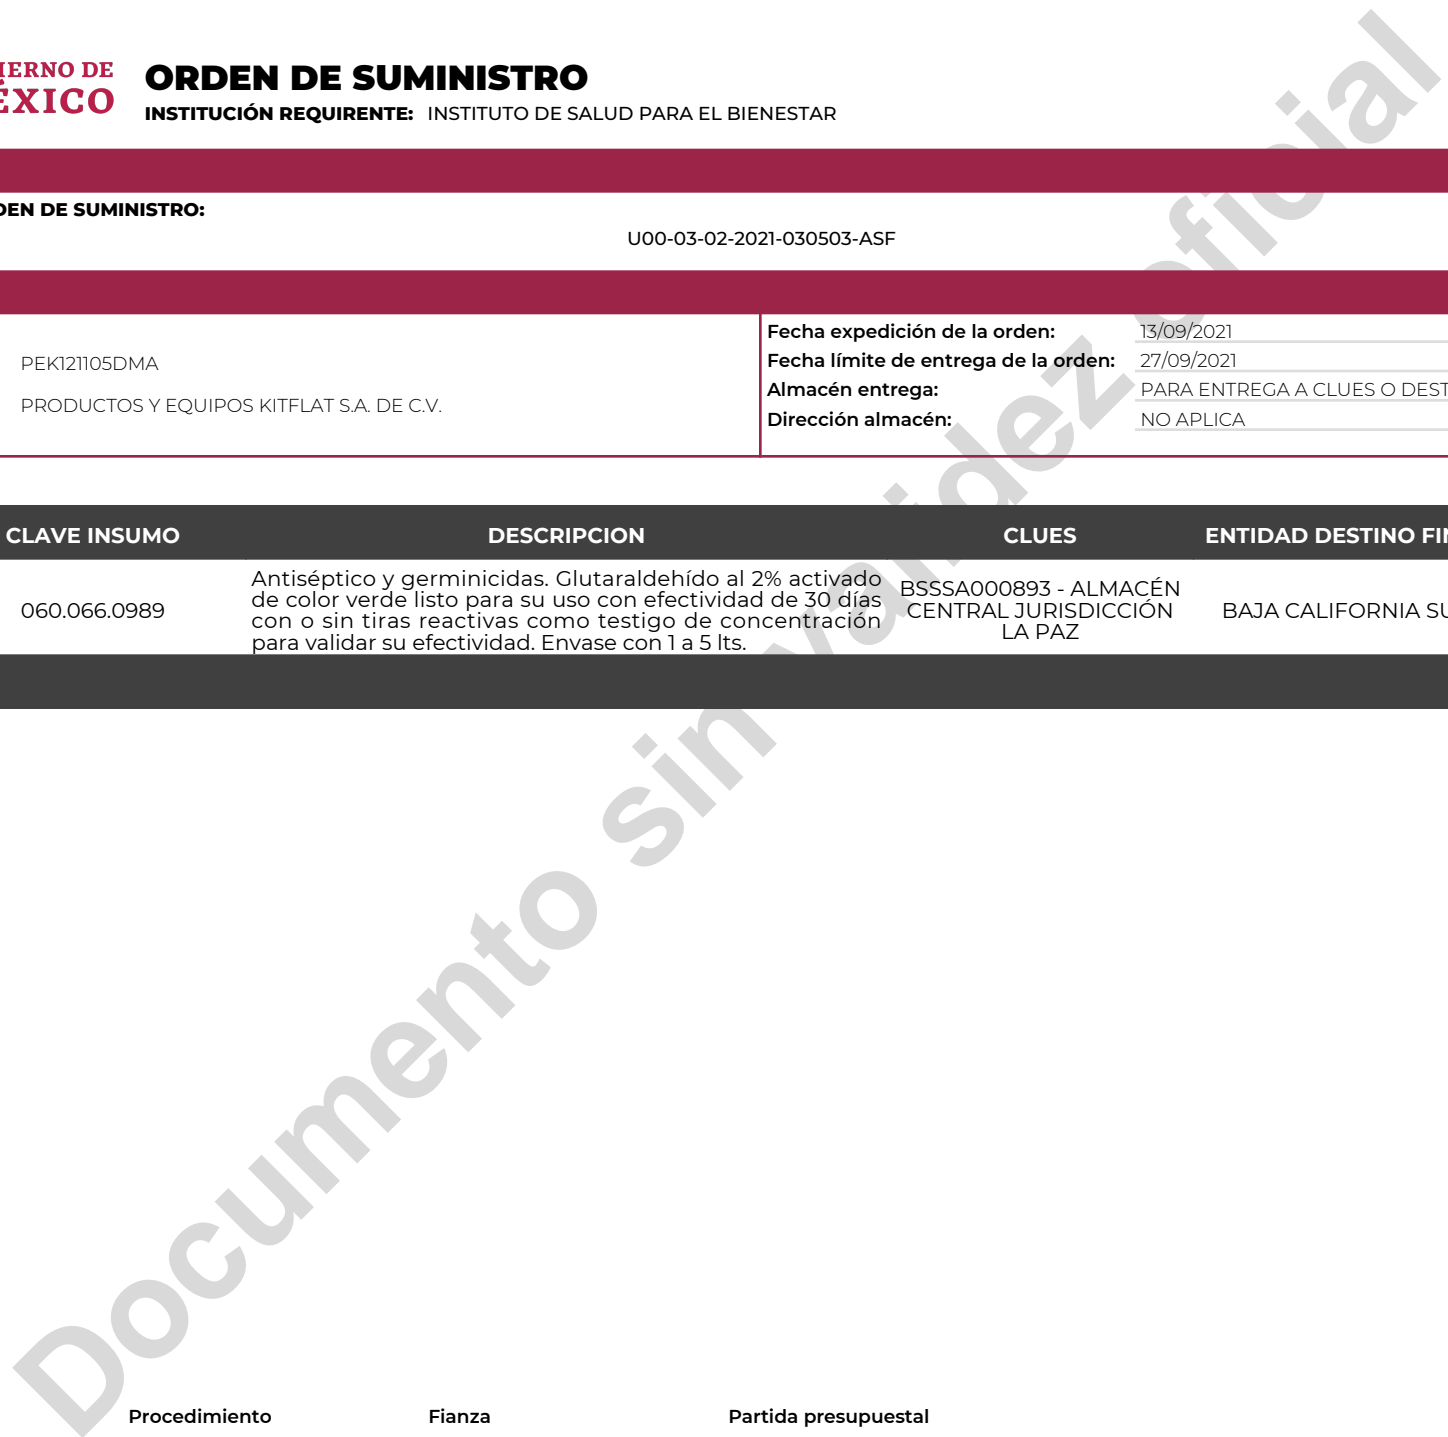 IERNO DE
ÉXICO
ORDEN DE SUMINISTRO
INSTITUCIÓN REQUIRENTE: INSTITUTO DE SALUD PARA EL BIENESTAR
DEN DE SUMINISTRO:
U00-03-02-2021-030503-ASF
PEK121105DMA
PRODUCTOS Y EQUIPOS KITFLAT S.A. DE C.V.
Fecha expedición de la orden: 13/09/2021
Fecha límite de entrega de la orden: 27/09/2021
Almacén entrega: PARA ENTREGA A CLUES O DEST
Dirección almacén: NO APLICA
CLAVE INSUMO DESCRIPCION CLUES ENTIDAD DESTINO FIN
060.066.0989
Antiséptico y germinicidas. Glutaraldehído al 2% activado
de color verde listo para su uso con efectividad de 30 días
con o sin tiras reactivas como testigo de concentración
para validar su efectividad. Envase con 1 a 5 lts.
BSSSA000893 - ALMACÉN
CENTRAL JURISDICCIÓN
LA PAZ
BAJA CALIFORNIA SU
Documento sin validez oficial
Procedimiento Fianza Partida presupuestal